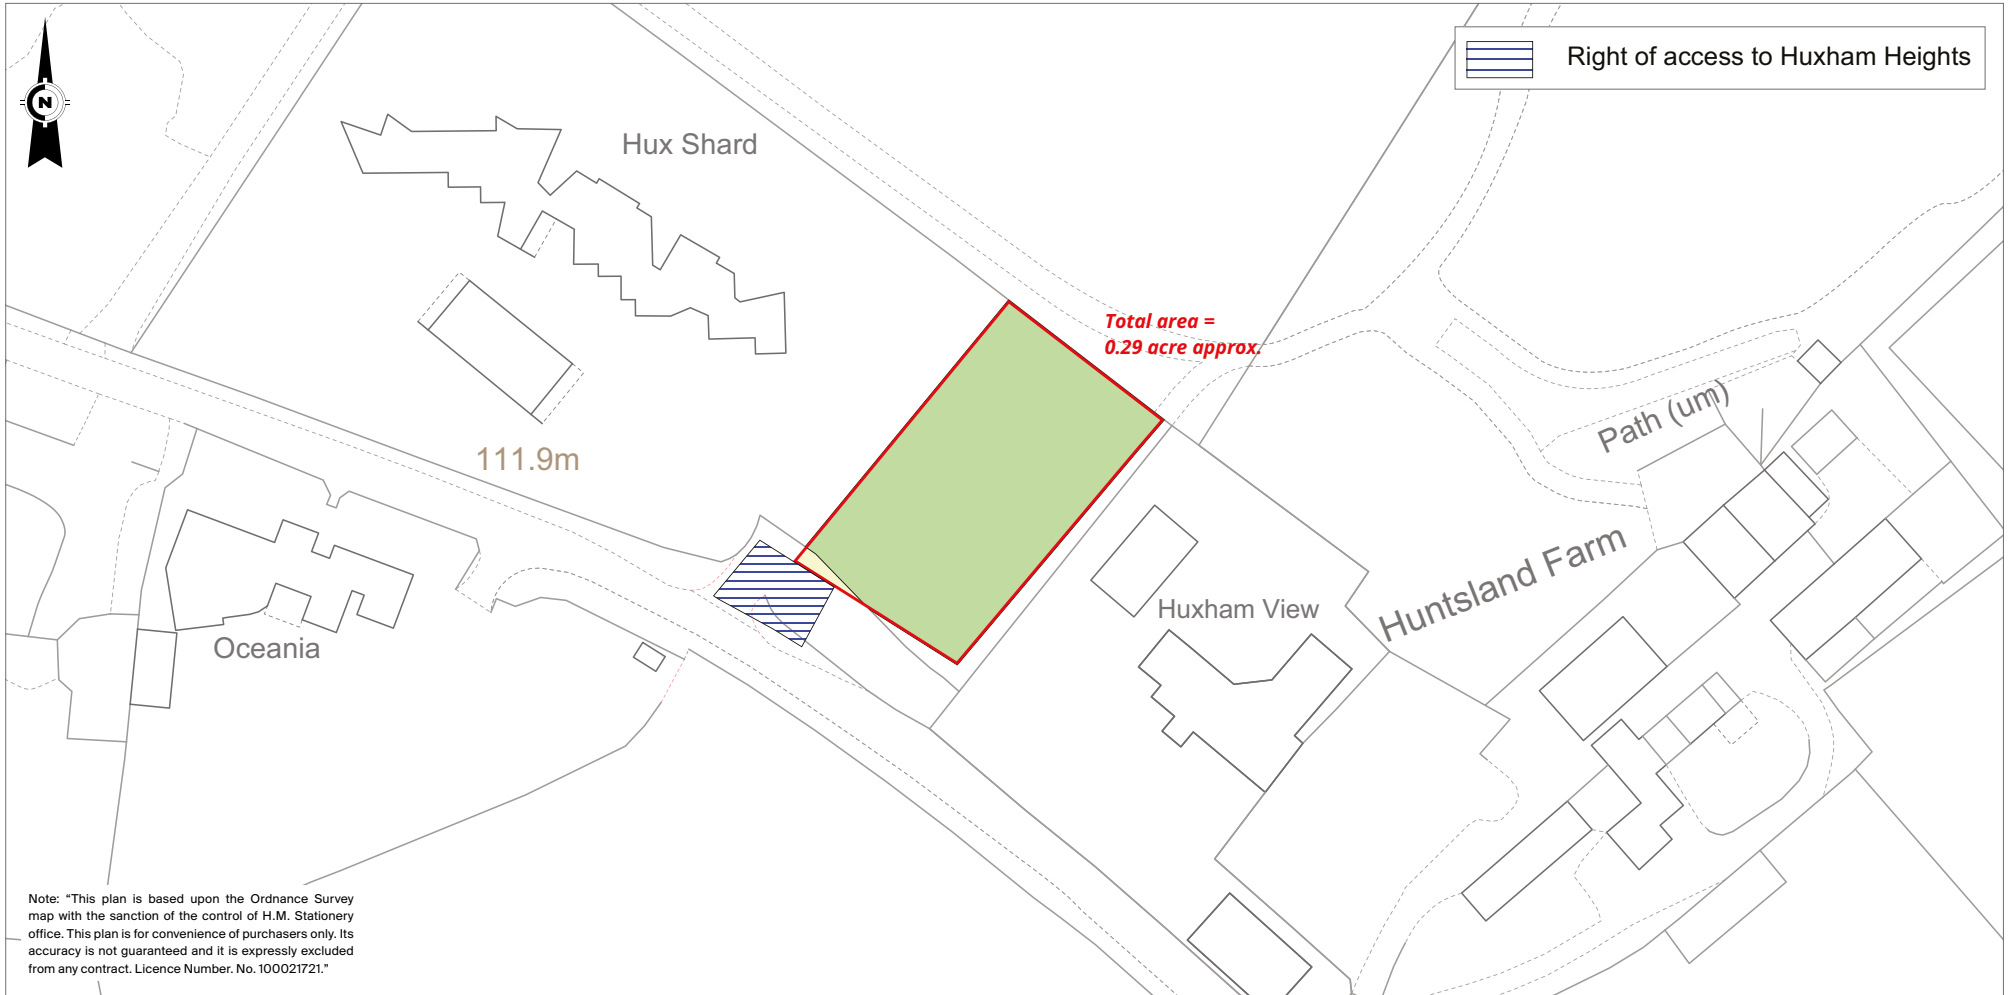 Right of access to Huxham Heights
N
Hux Shard
Total area =
0.29 acre approx.
Path (um)
111.9m
Huntsland Farm
Huxham View
Oceania
Note: “This plan is based upon the Ordnance Survey
map with the sanction of the control of H.M. Stationery
office. This plan is for convenience of purchasers only. Its
accuracy is not guaranteed and it is expressly excluded
from any contract. Licence Number. No. 100021721.”